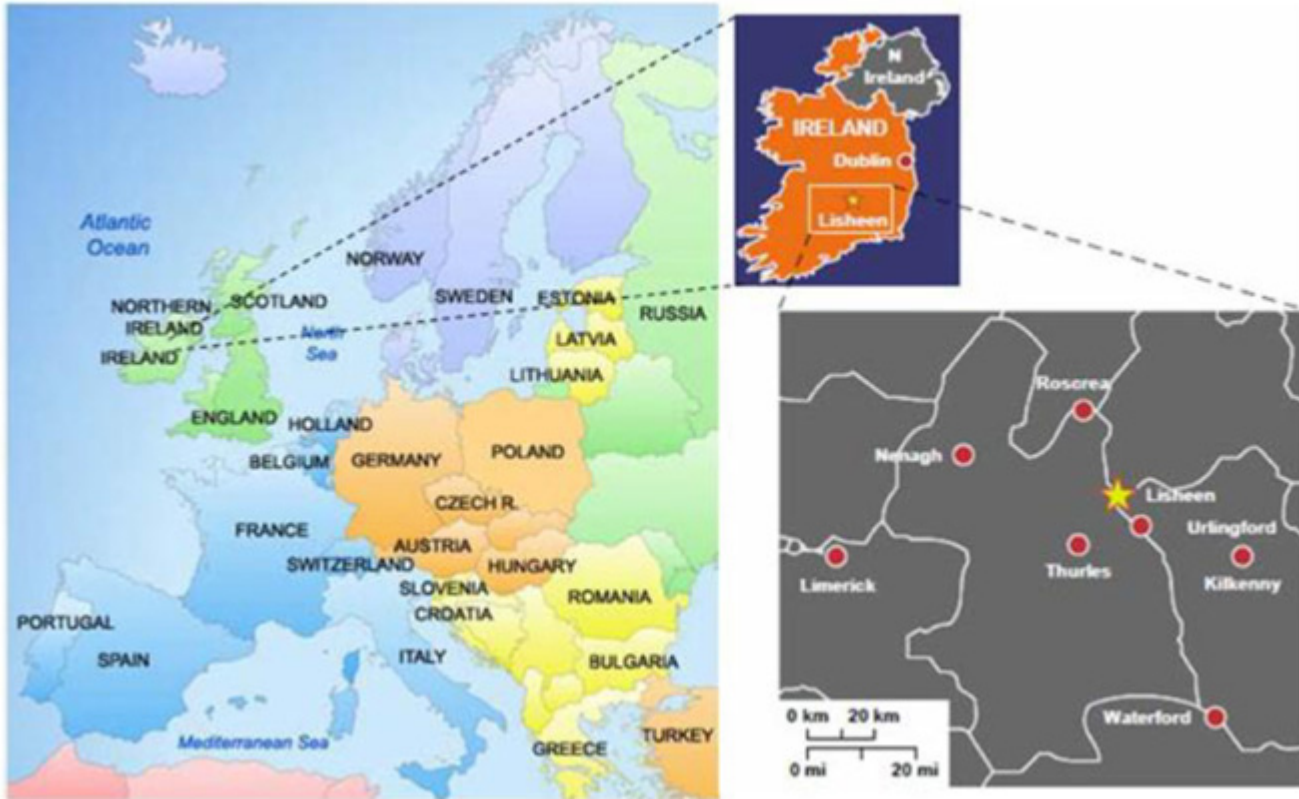 Atlantic
Ocean
NORWAY
SWEDEN
ESTONIA
RUSSIA
LATVIA
LITHUANIA
NORTHERN
IRELAND
SCOTLAND
IRELAND
North
Sea
ENGLAND
HOLLAND
BELGIUM
GERMANY
POLAND
CZECH R.
FRANCE
AUSTRIA
SWITZERLAND
HUNGARY
SLOVENIA
CROATIA
ROMANIA
PORTUGAL
SPAIN
ITALY
BULGARIA
Mediterranean Sea
GREECE
TURKEY
N
Ireland
IRELAND
Dublin
Lisheen
Roscrea
Nenagh
Lisheen
Urlingford
Limerick
Thurles
Kilkenny
Waterford
0 km 20 km
0 mi 20 mi